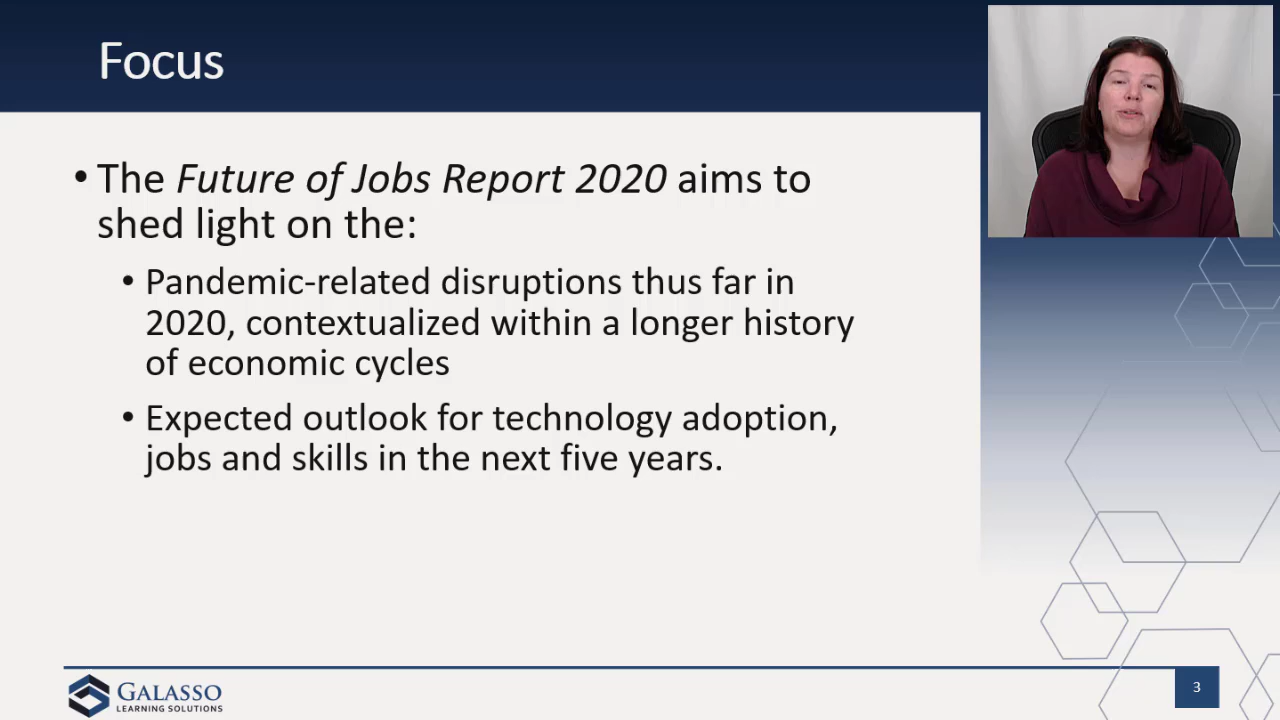 Focus
• The Future of Jobs Report 2020 aims to
shed light on the:
• Pandemic-related disruptions thus far in
2020, contextualized within a longer history
of economic cycles
• Expected outlook for technology adoption,
jobs and skills in the next five years.
GALASSO
LEARNING SOLUTIONS
3